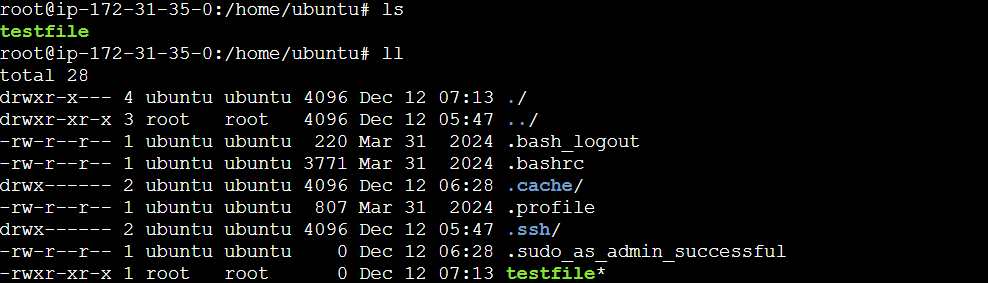 root@ip-172-31-35-0:/home/ubuntu# ls
testfile
root@ip-172-31-35-0:/home/ubuntu# ll
total 28
drwxr-x--- 4 ubuntu ubuntu 4096 Dec 12 07:13 ./
drwxr-xr-x 3 root   root   4096 Dec 12 05:47 ../
-rw-r--r-- 1 ubuntu ubuntu  220 Mar 31  2024 .bash_logout
-rw-r--r-- 1 ubuntu ubuntu 3771 Mar 31  2024 .bashrc
drwx------ 2 ubuntu ubuntu 4096 Dec 12 06:28 .cache/
-rw-r--r-- 1 ubuntu ubuntu  807 Mar 31  2024 .profile
drwx------ 2 ubuntu ubuntu 4096 Dec 12 05:47 .ssh/
-rw-r--r-- 1 ubuntu ubuntu    0 Dec 12 06:28 .sudo_as_admin_successful
-rwxr-xr-x 1 root   root      0 Dec 12 07:13 testfile*